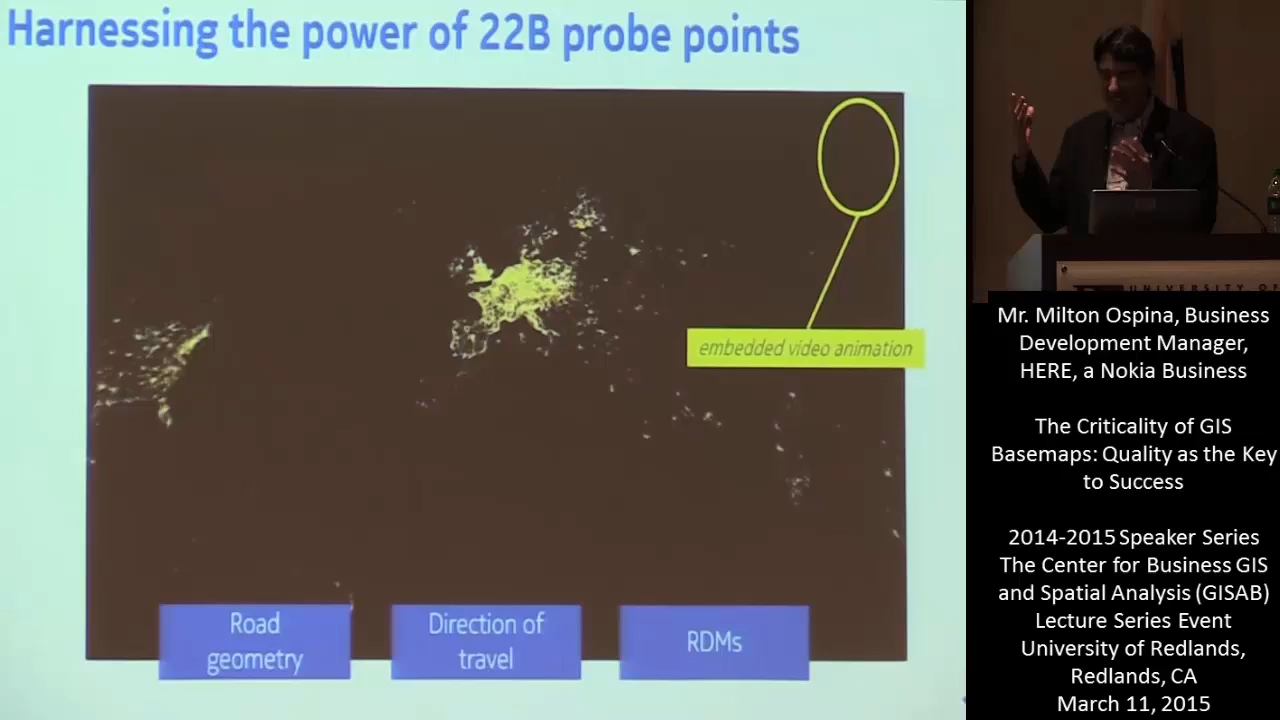 Harnessing the power of 22B probe points
embedded video animation
Road
geometry
Direction of
travel
RDMs
UNIVERSITY OF
Mr. Milton Ospina, Business
Development Manager,
HERE, a Nokia Business
The Criticality of GIS
Basemaps: Quality as the Key
to Success
2014-2015 Speaker Series
The Center for Business GIS
and Spatial Analysis (GISAB)
Lecture Series Event
University of Redlands,
Redlands, CA
March 11, 2015